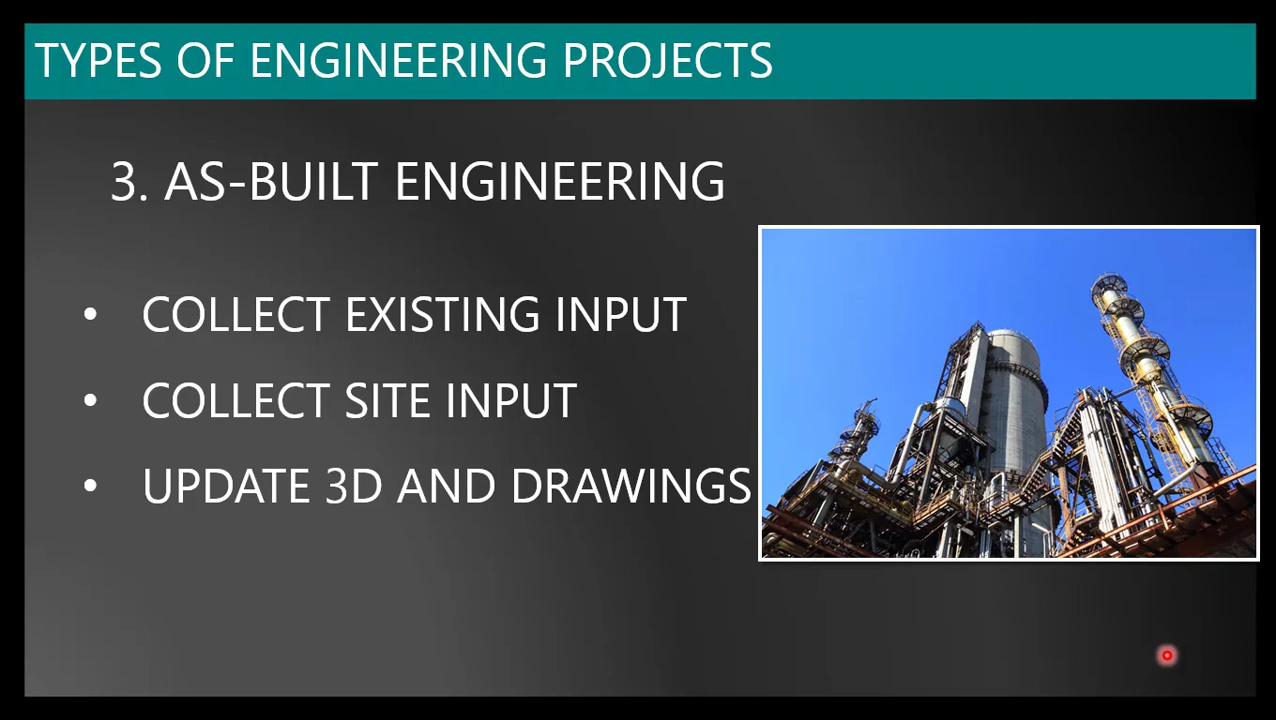 TYPES OF ENGINEERING PROJECTS
3. AS-BUILT ENGINEERING
• COLLECT EXISTING INPUT
• COLLECT SITE INPUT
• UPDATE 3D AND DRAWINGS